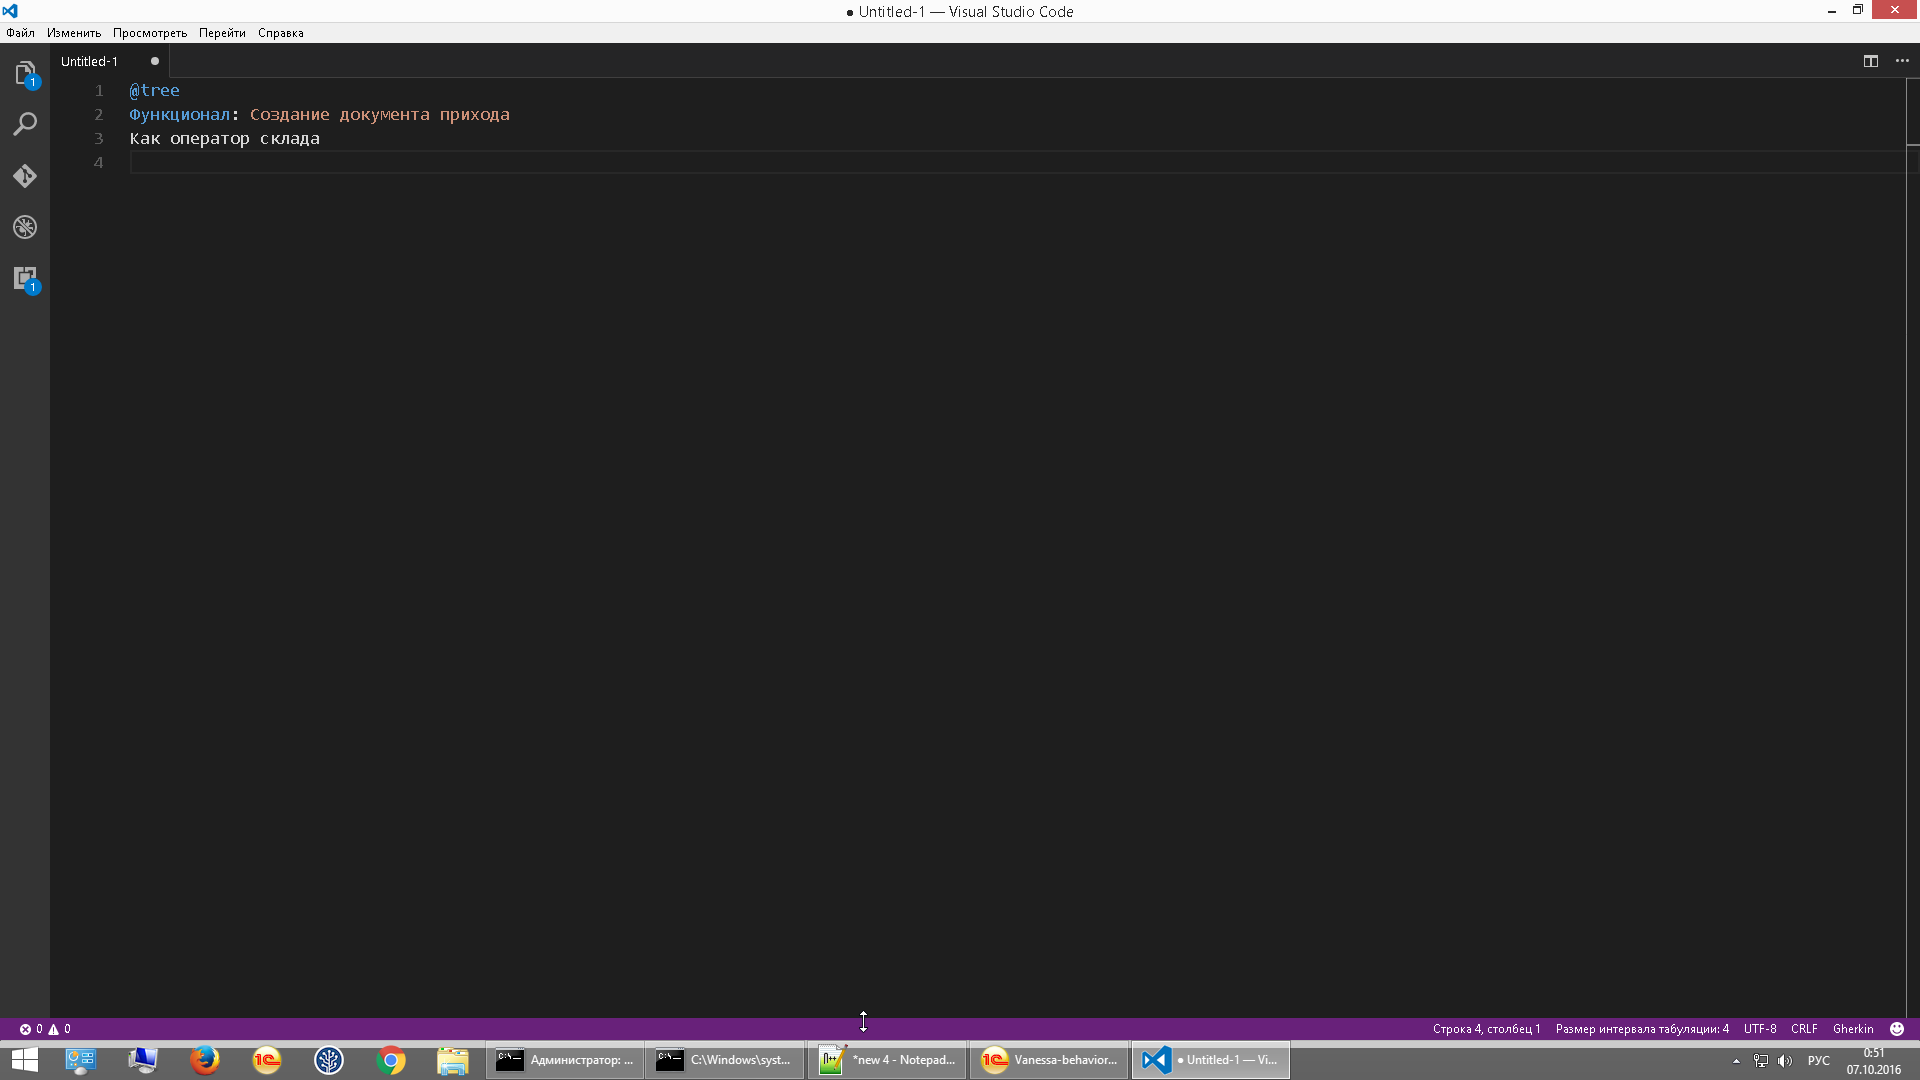 ● Untitled-1 — Visual Studio Code
Файл Изменить Просмотреть Перейти Справка
Untitled-1
1 @tree
2 Функционал: Создание документа прихода
3 Как оператор склада
4
1
1
0 0
Строка 4, столбец 1 Размер интервала табуляции: 4 UTF-8 CRLF Gherkin
Администратор: ...
C:\Windows\syst...
*new 4 - Notepad...
Vanessa-behavior...
● Untitled-1 — Vi...
РУС
0:51
07.10.2016